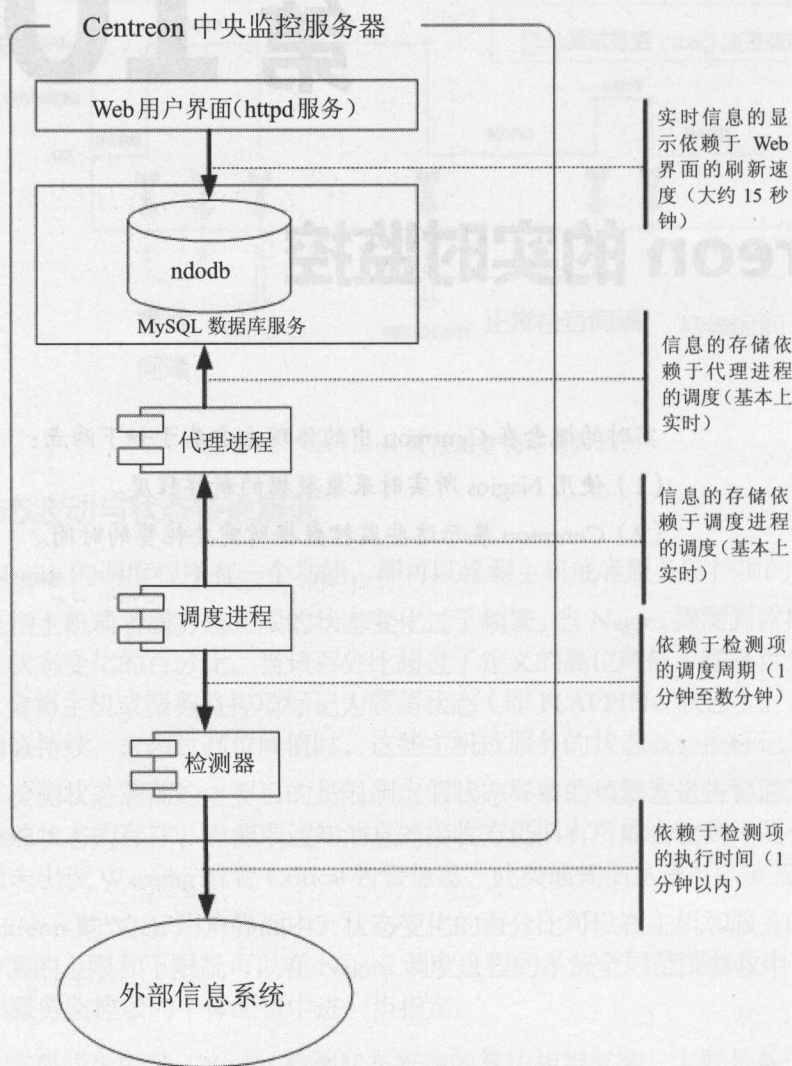 Centreon 中央监控服务器
Web用户界面（httpd服务）
ndodb
MySQL 数据库服务
代理进程
调度进程
检测器
外部信息系统
实时信息的显
示依赖于 Web
界面的刷新速
度（大约 15 秒
钟）
信息的存储依
赖于代理进程
的调度（基本上
实时）
信息的存储依
赖于调度进程
的调度（基本上
实时）
依赖于检测项
的调度周期（1
分钟至数分钟）
依赖于检测项
的执行时间（1
分钟以内）